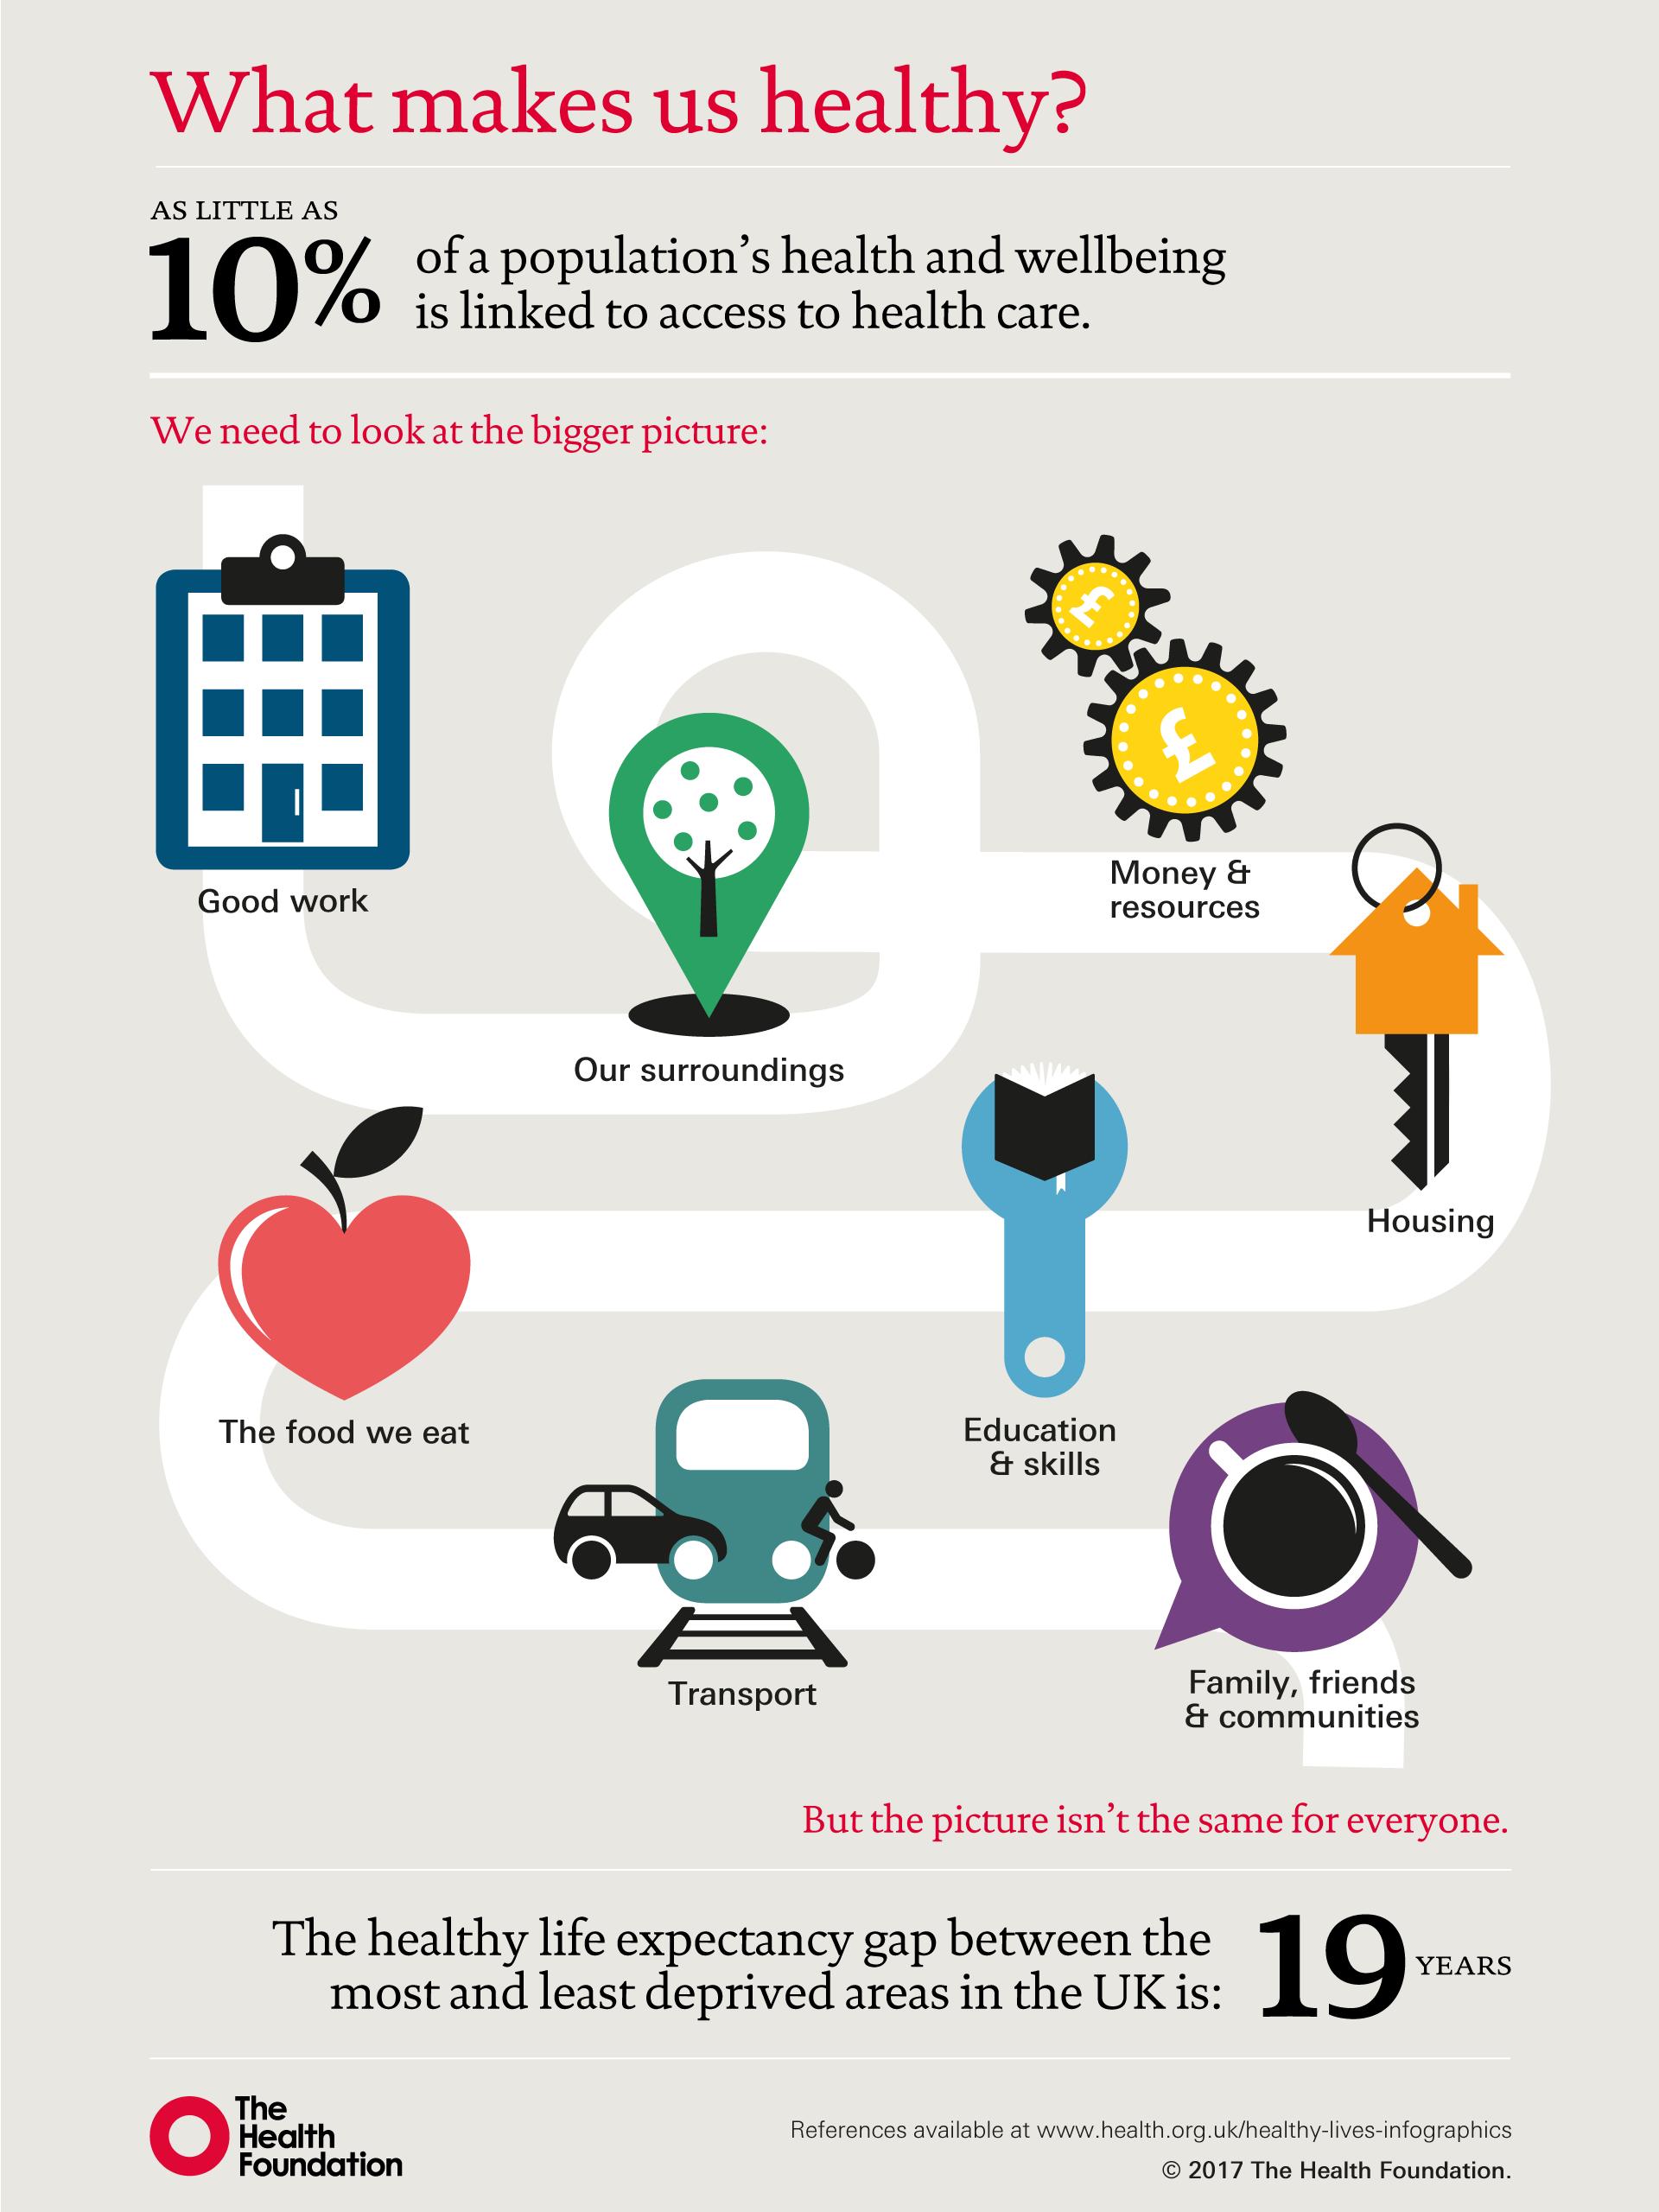 What makes us healthy?
AS LITTLE AS
10%
of a population’s health and wellbeing
is linked to access to health care.
We need to look at the bigger picture:
£
£
Good work
Money &
resources
Our surroundings
Housing
The food we eat
Education
& skills
Transport
Family, friends
& communities
But the picture isn’t the same for everyone.
The healthy life expectancy gap between the
most and least deprived areas in the UK is:
19 YEARS
The
Health
Foundation
References available at www.health.org.uk/healthy-lives-infographics
© 2017 The Health Foundation.